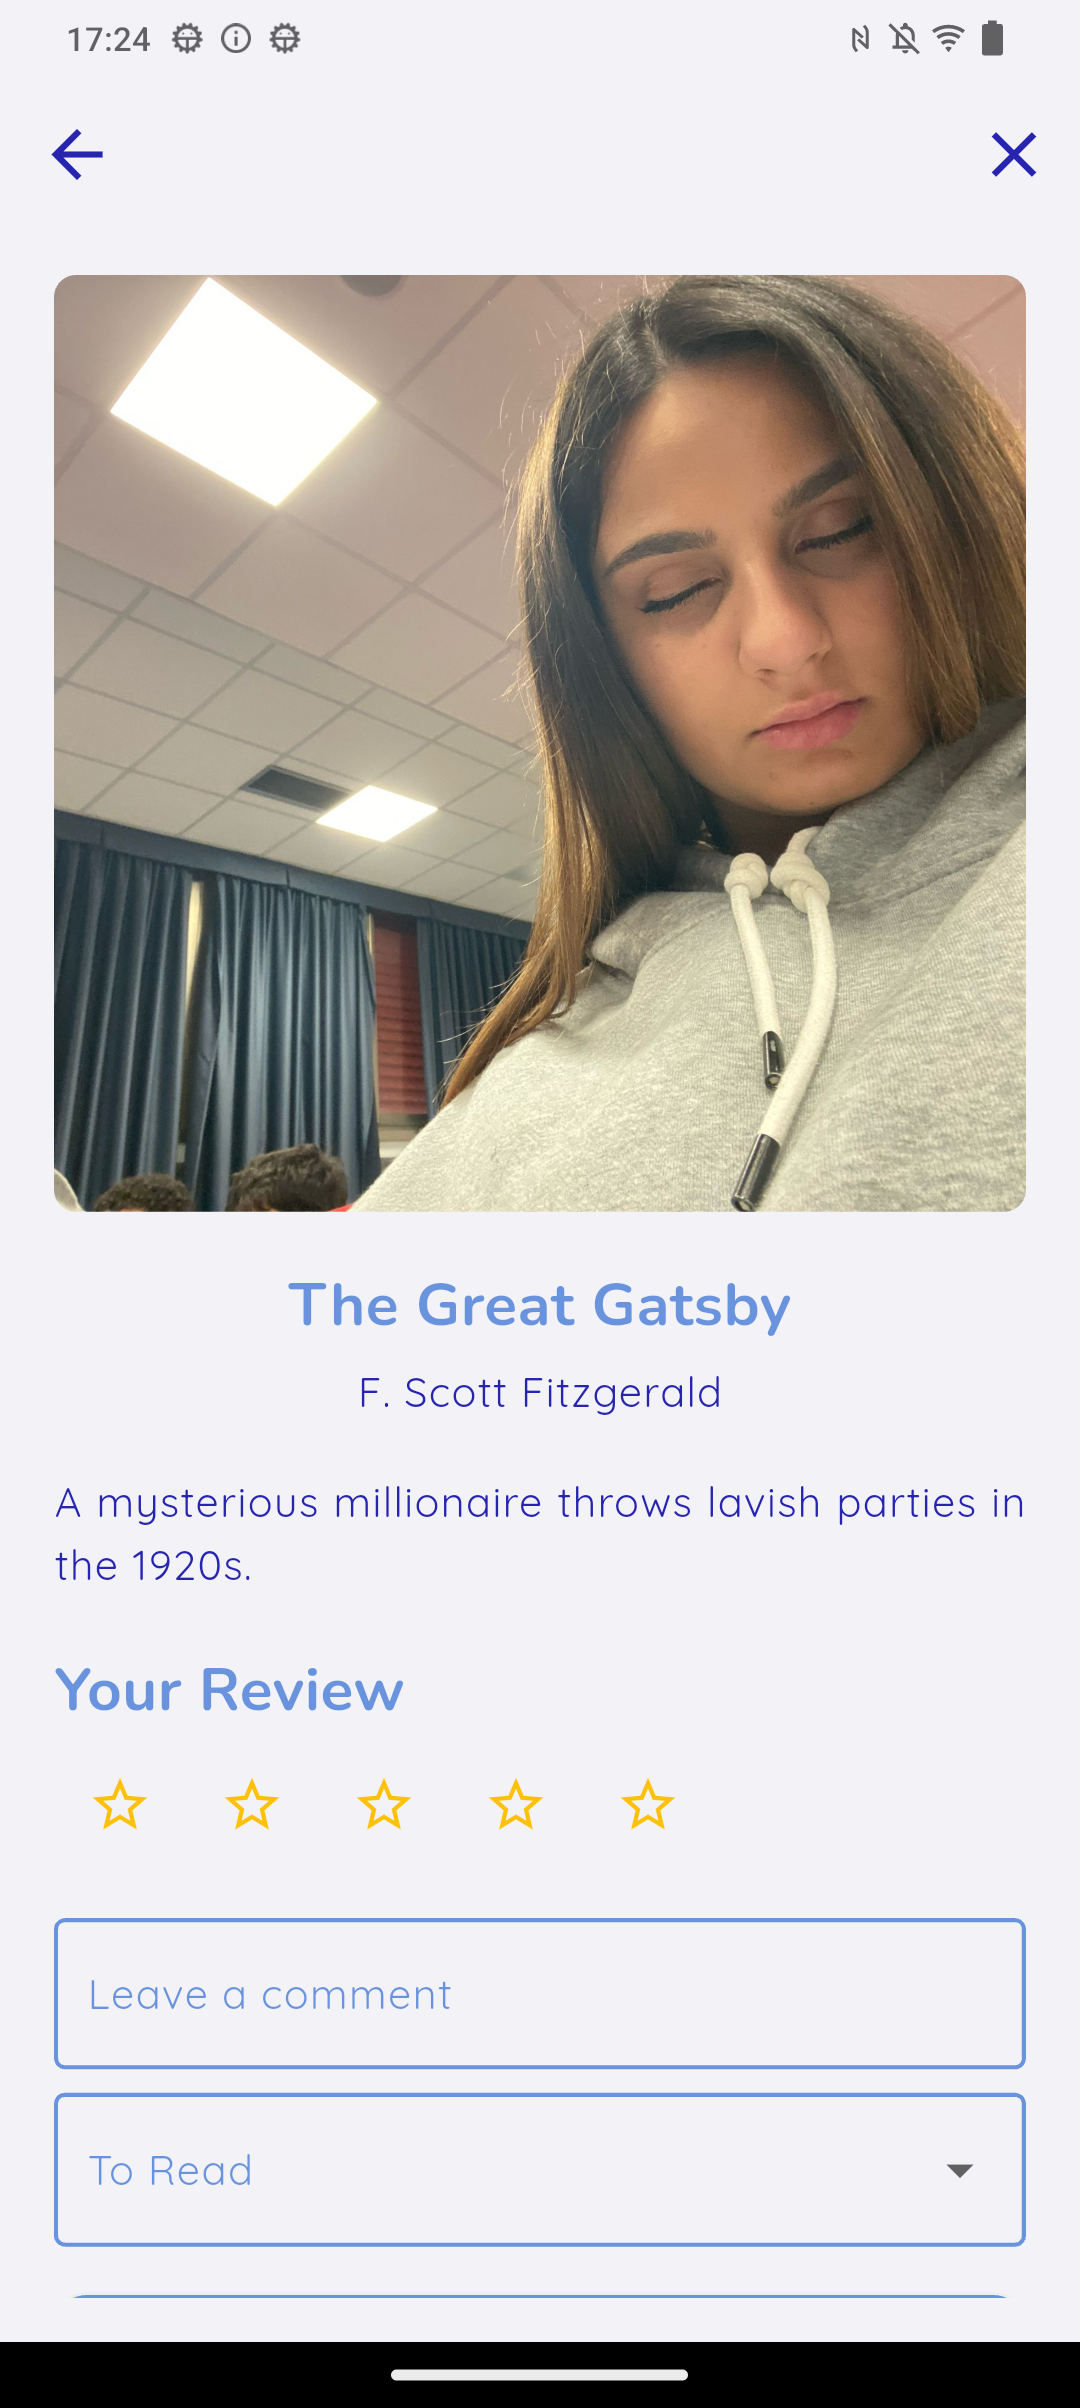 17:24
The Great Gatsby
F. Scott Fitzgerald
A mysterious millionaire throws lavish parties in
the 1920s.
Your Review
Leave a comment
To Read